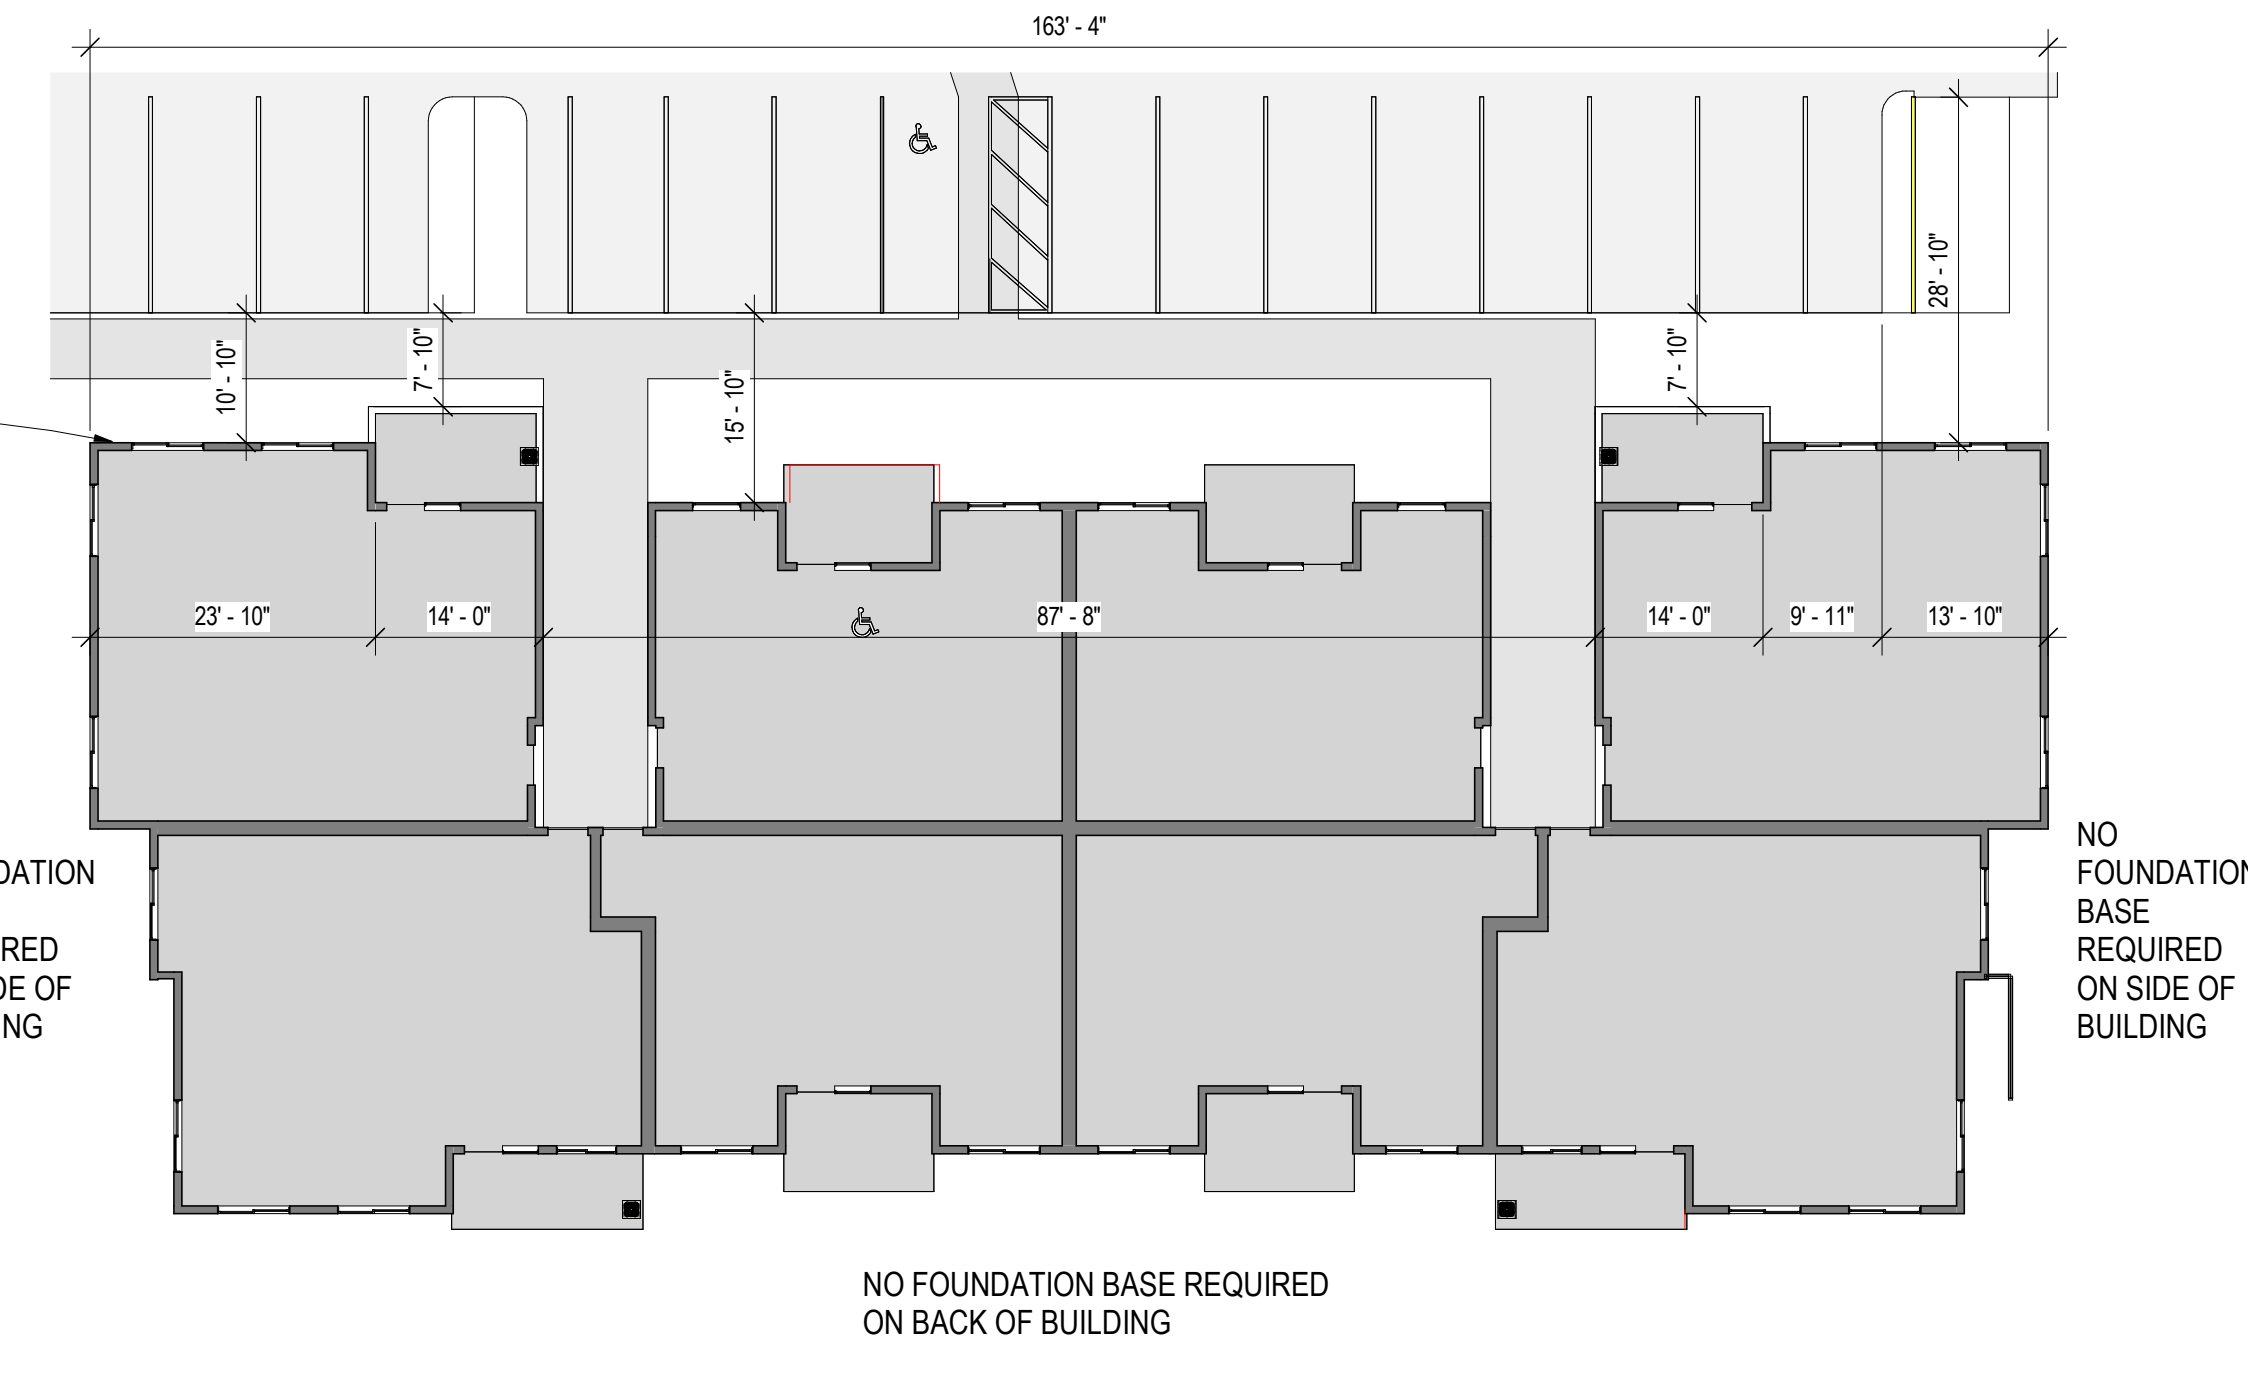 163' - 4"
28' - 10"
10' - 10"
7' - 10"
15' - 10"
7' - 10"
23' - 10"
14' - 0"
87' - 8"
14' - 0"
9' - 11"
13' - 10"
NO
FOUNDATION
BASE
REQUIRED
ON SIDE OF
BUILDING
NO FOUNDATION BASE REQUIRED
ON BACK OF BUILDING